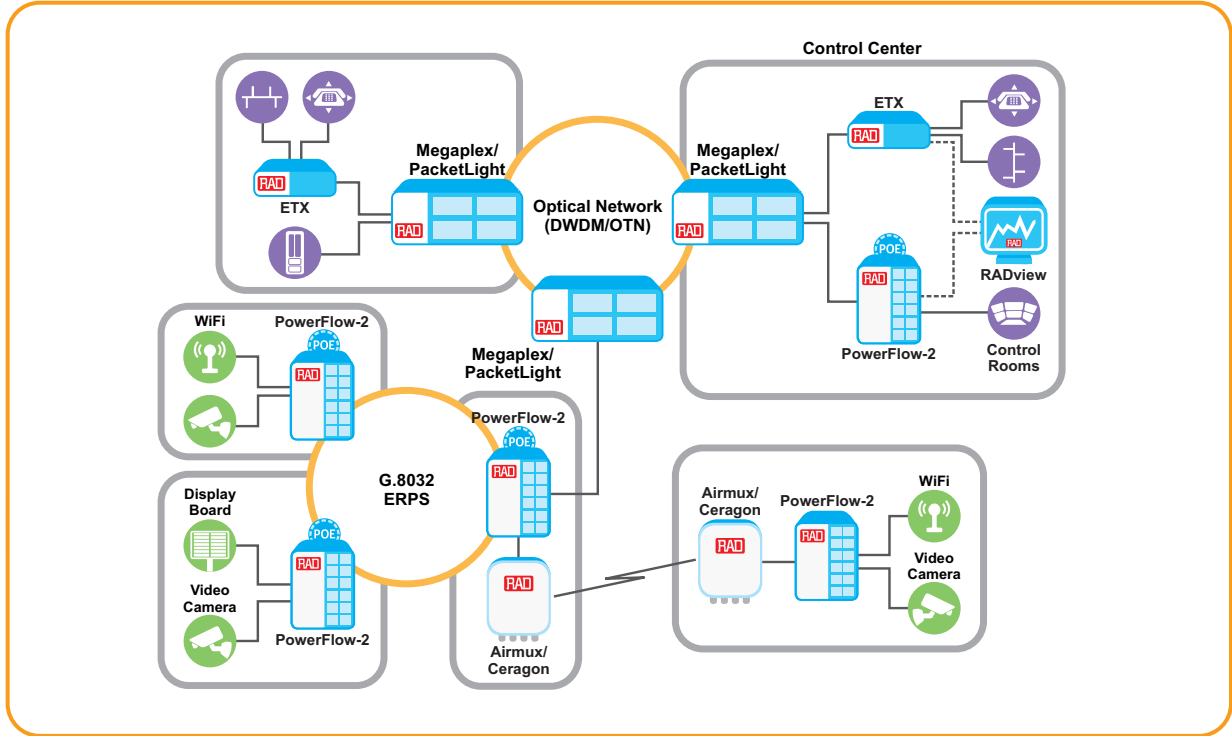 Control Center
ETX
RAD
Megaplex/
PacketLight
RAD
ETX
RAD
Optical Network
(DWDM/OTN)
Megaplex/
PacketLight
RAD
RAD
RADview
POE
RAD
PowerFlow-2
Control
Rooms
RAD
Megaplex/
PacketLight
WiFi
PowerFlow-2
POE
RAD
G.8032
ERPS
PowerFlow-2
POE
RAD
Display
Board
Video
Camera
POE
RAD
PowerFlow-2
RAD
Airmux/
Ceragon
Airmux/
Ceragon
RAD
PowerFlow-2
RAD
WiFi
Video
Camera